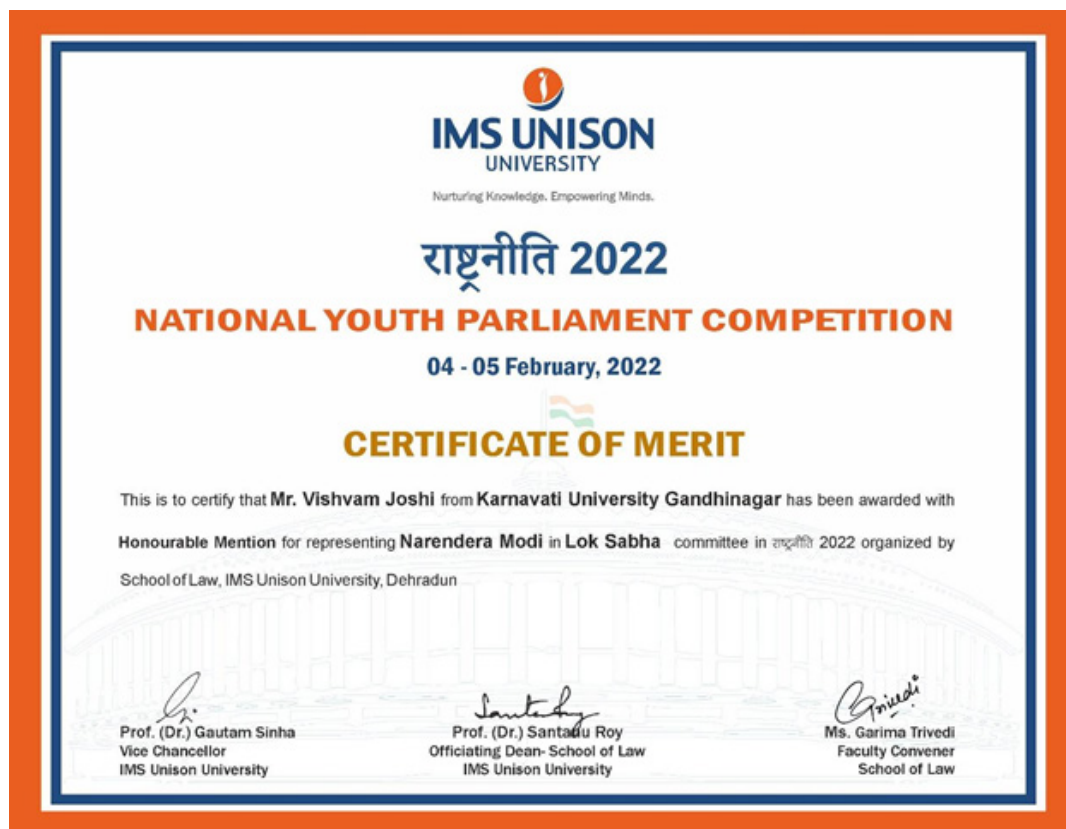 IMS UNISON
UNIVERSITY
Nurturing Knowledge. Empowering Minds.
राष्ट्रनीति 2022
NATIONAL YOUTH PARLIAMENT COMPETITION
04 - 05 February, 2022
CERTIFICATE OF MERIT
This is to certify that Mr. Vishvam Joshi from Karnavati University Gandhinagar has been awarded with
Honourable Mention for representing Narendera Modi in Lok Sabha committee in राष्ट्रनीति 2022 organized by
School of Law, IMS Unison University, Dehradun
Trivedi
Prof. (Dr.) Gautam Sinha
Vice Chancellor
IMS Unison University
Prof. (Dr.) Santanu Roy
Officiating Dean- School of Law
IMS Unison University
Ms. Garima Trivedi
Faculty Convener
School of Law